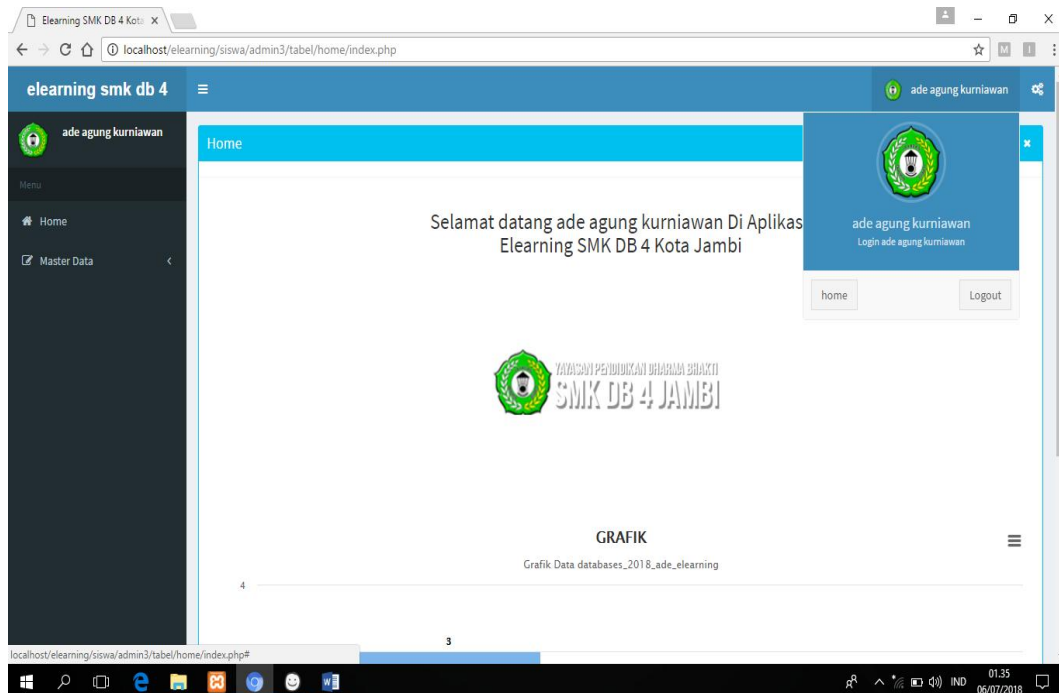 Elearning SMK DB 4 Kota
localhost/elearning/siswa/admin3/tabel/home/index.php
M
I
elearning smk db 4
ade agung kurniawan
ade agung kurniawan
Menu
Home
Master Data
Home
Selamat datang ade agung kurniawan Di Aplikas
Elearning SMK DB 4 Kota Jambi
ade agung kurniawan
Login ade agung kurniawan
home
Logout
YAYASAN PENDIDIKAN DHARMA BHAKTI
SMK DB 4 JAMBI
GRAFIK
Grafik Data databases_2018_ade_elearning
4
3
localhost/elearning/siswa/admin3/tabel/home/index.php#
IND
01.35
06/07/2018